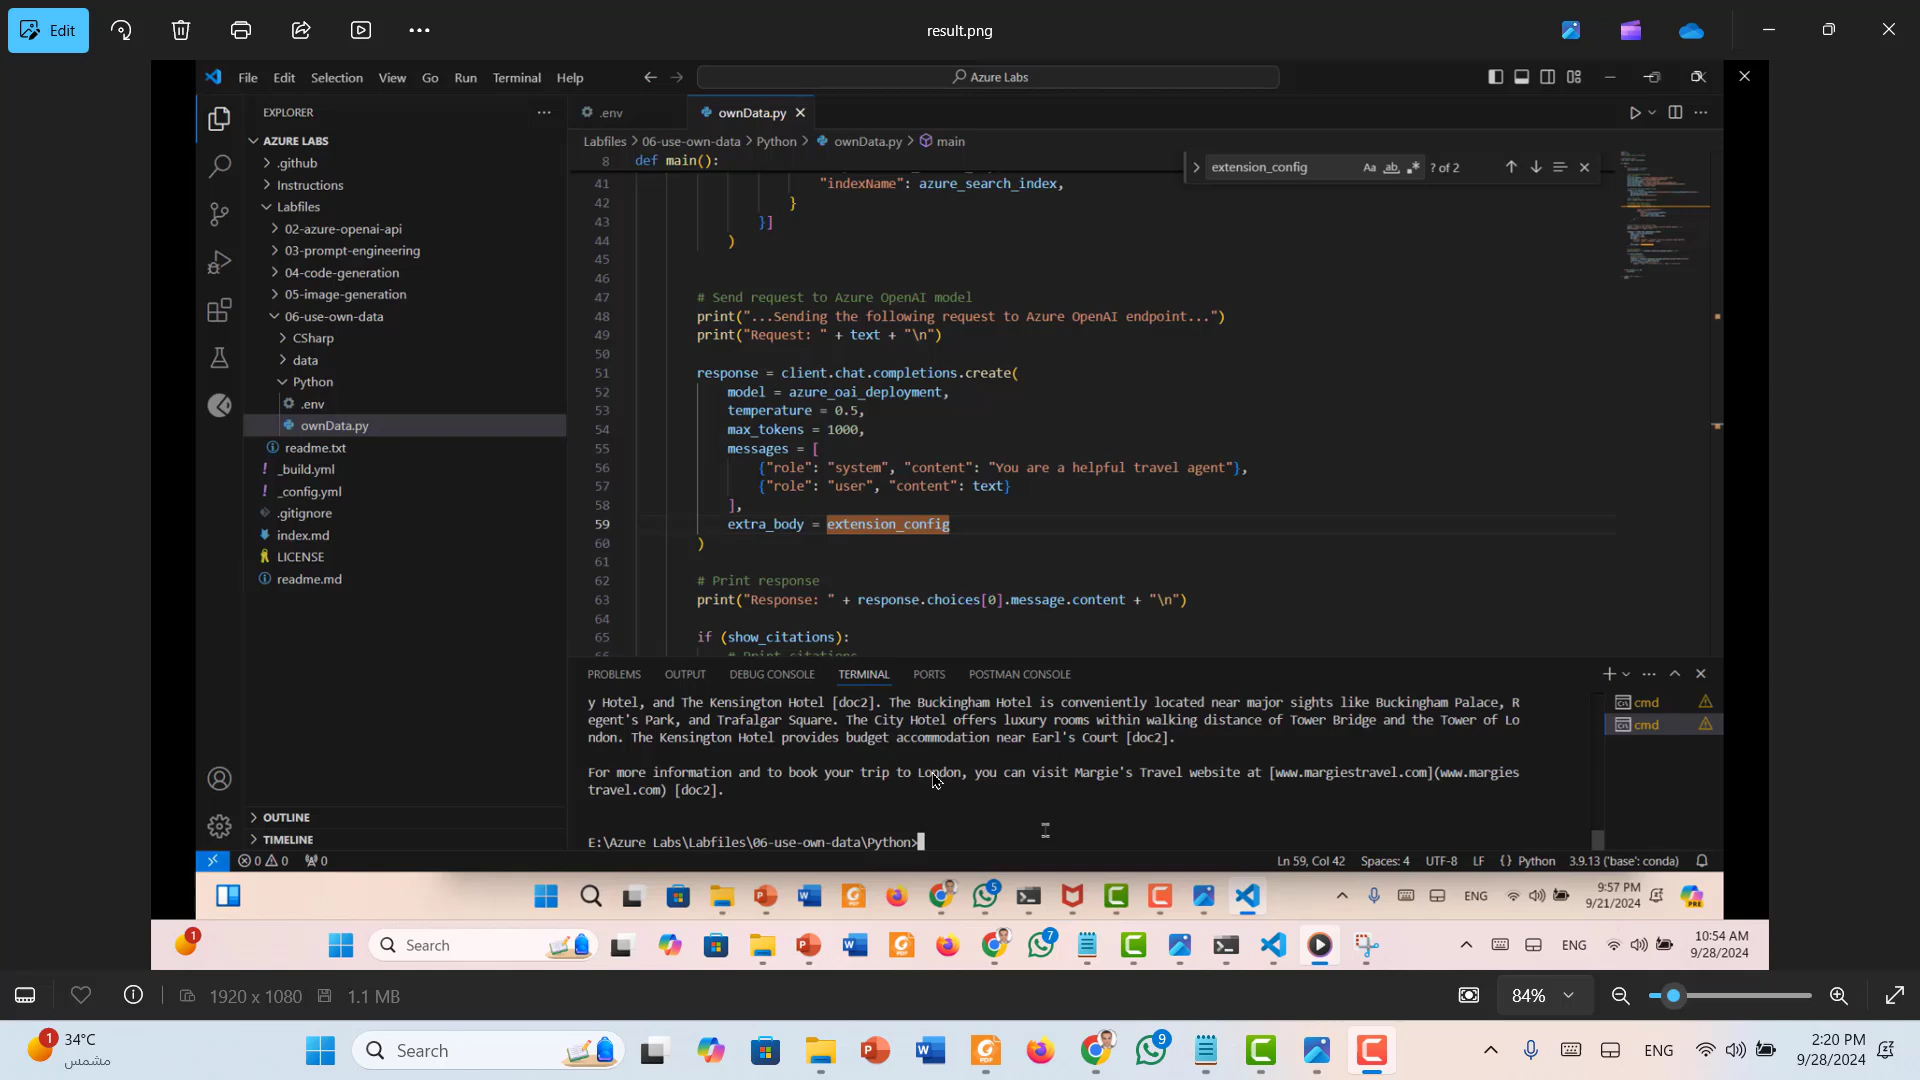 Edit
result.png
File Edit Selection View Go Run Terminal Help
Azure Labs
EXPLORER
AZURE LABS
.github
Instructions
Labfiles
02-azure-openai-api
03-prompt-engineering
04-code-generation
05-image-generation
06-use-own-data
CSharp
data
Python
.env
ownData.py
readme.txt
_build.yml
_config.yml
.gitignore
index.md
LICENSE
readme.md
OUTLINE
TIMELINE
.env ownData.py
Labfiles > 06-use-own-data > Python > ownData.py > main
extension_config Aa ab ? of 2
8 def main():
41 "indexName": azure_search_index,
42 }
43 }]
44 )
45
46
47 # Send request to Azure OpenAI model
48 print("...Sending the following request to Azure OpenAI endpoint...")
49 print("Request: " + text + "\n")
50
51 response = client.chat.completions.create(
52 model = azure_oai_deployment,
53 temperature = 0.5,
54 max_tokens = 1000,
55 messages = [
56 {"role": "system", "content": "You are a helpful travel agent"},
57 {"role": "user", "content": text}
58 ],
59 extra_body = extension_config
60 )
61
62 # Print response
63 print("Response: " + response.choices[0].message.content + "\n")
64
65 if (show_citations):
66 # Print citations
PROBLEMS OUTPUT DEBUG CONSOLE TERMINAL PORTS POSTMAN CONSOLE
y Hotel, and The Kensington Hotel [doc2]. The Buckingham Hotel is conveniently located near major sights like Buckingham Palace, R
egent's Park, and Trafalgar Square. The City Hotel offers luxury rooms within walking distance of Tower Bridge and the Tower of Lo
ndon. The Kensington Hotel provides budget accommodation near Earl's Court [doc2].
For more information and to book your trip to London, you can visit Margie's Travel website at [www.margiestravel.com](www.margies
travel.com) [doc2].
E:\Azure Labs\Labfiles\06-use-own-data\Python>
cmd
cmd
0 0 0 Ln 59, Col 42 Spaces: 4 UTF-8 LF {} Python 3.9.13 ('base': conda)
5 ENG 9:57 PM
9/21/2024 PRE
1 Search 7 ENG 10:54 AM
9/28/2024
1920 x 1080 1.1 MB 84%
1 34°C
مشمس
Search 9 ENG 2:20 PM
9/28/2024